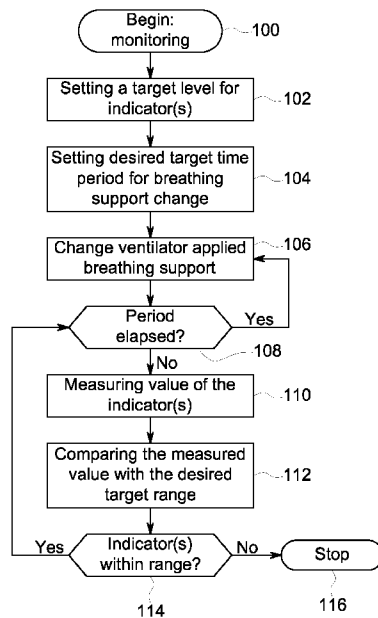 Begin:
monitoring
100
Setting a target level for
indicator(s)
102
Setting desired target time
period for breathing
support change
104
Change ventilator applied
breathing support
106
Period
elapsed?
Yes
108
No
Measuring value of the
indicator(s)
110
Comparing the measured
value with the desired
target range
112
Yes
Indicator(s)
within range?
No
Stop
114
116